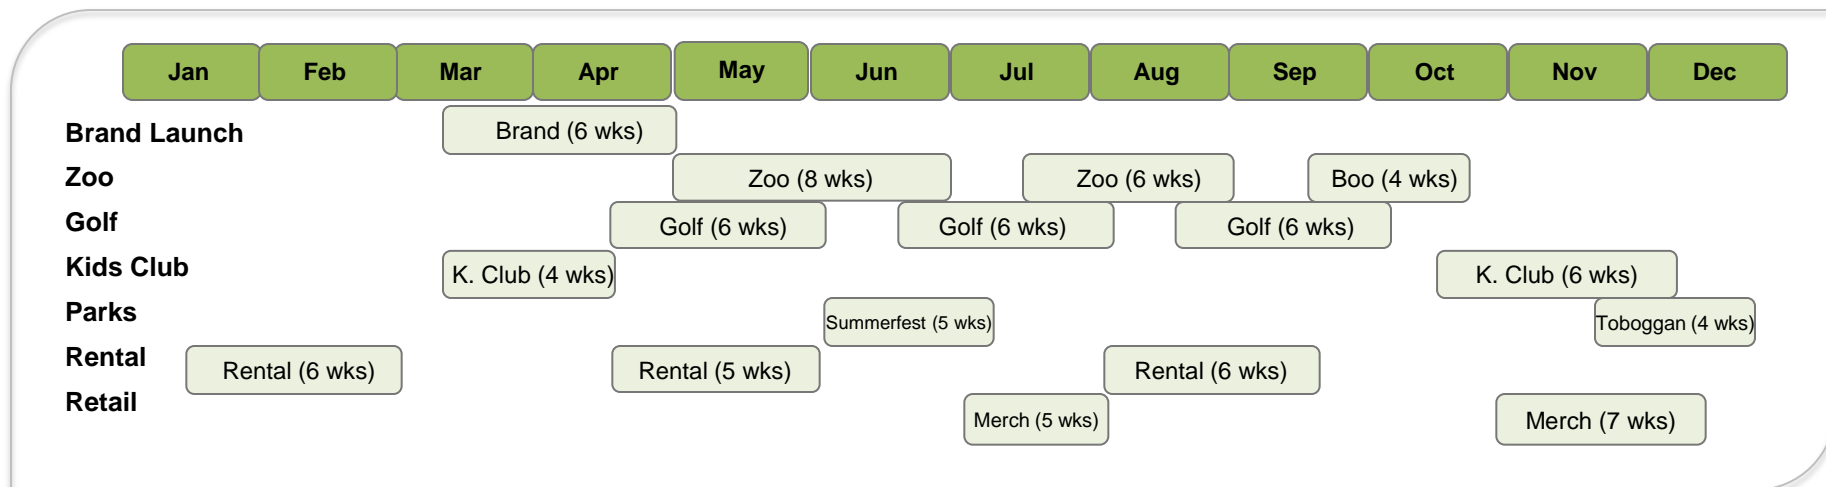 Jan Feb Mar Apr May Jun Jul Aug Sep Oct Nov Dec
Brand Launch Brand (6 wks)
Zoo Zoo (8 wks) Zoo (6 wks) Boo (4 wks)
Golf Golf (6 wks) Golf (6 wks) Golf (6 wks)
Kids Club K. Club (4 wks) K. Club (6 wks)
Parks Summerfest (5 wks) Toboggan (4 wks)
Rental Rental (6 wks) Rental (5 wks) Rental (6 wks)
Retail Merch (5 wks) Merch (7 wks)